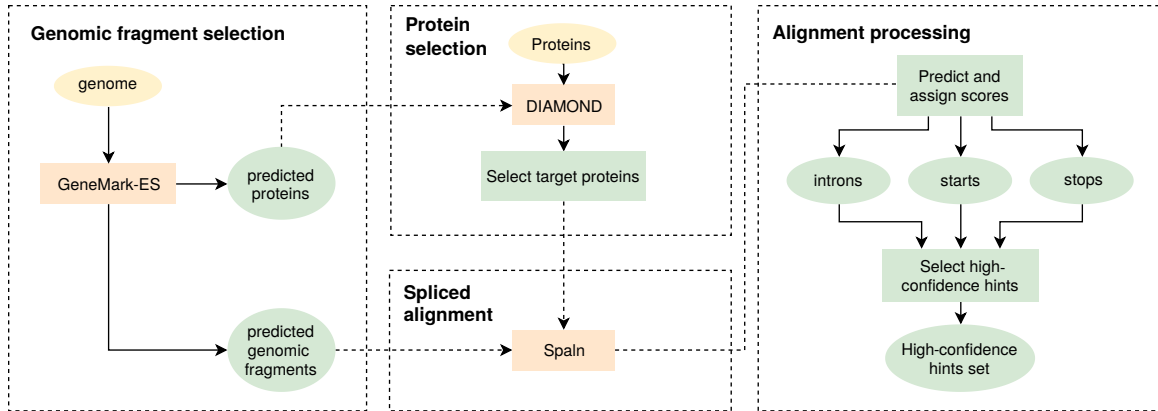 Genomic fragment selection
genome
GeneMark-ES
predicted
proteins
predicted
genomic
fragments
Protein
selection
Proteins
DIAMOND
Select target proteins
Spliced
alignment
Spaln
Alignment processing
Predict and
assign scores
introns
starts
stops
Select high-
confidence hints
High-confidence
hints set